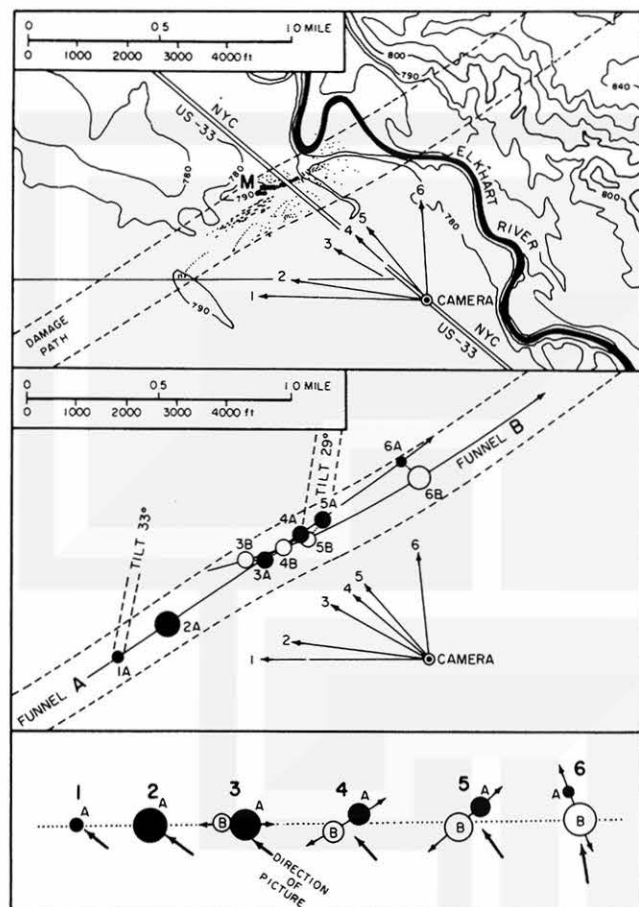 0 0.5 1.0 MILE
0 1000 2000 3000 4000 ft
800
790
840
800
780
780
790
780
790
NYC
US-33
M
ELKHART
RIVER
6
5
4
3
2
1
CAMERA
NYC
US-33
DAMAGE
PATH
0 0.5 1.0 MILE
0 1000 2000 3000 4000 ft
TILT 33°
TILT 29°
6A
FUNNEL B
6B
5A
4A
3B
5B
4B
3A
2A
1A
FUNNEL A
6
5
4
3
2
1
CAMERA
1 2 3 4 5 6
A A A A A A
B B B B
DIRECTION
OF
PICTURE